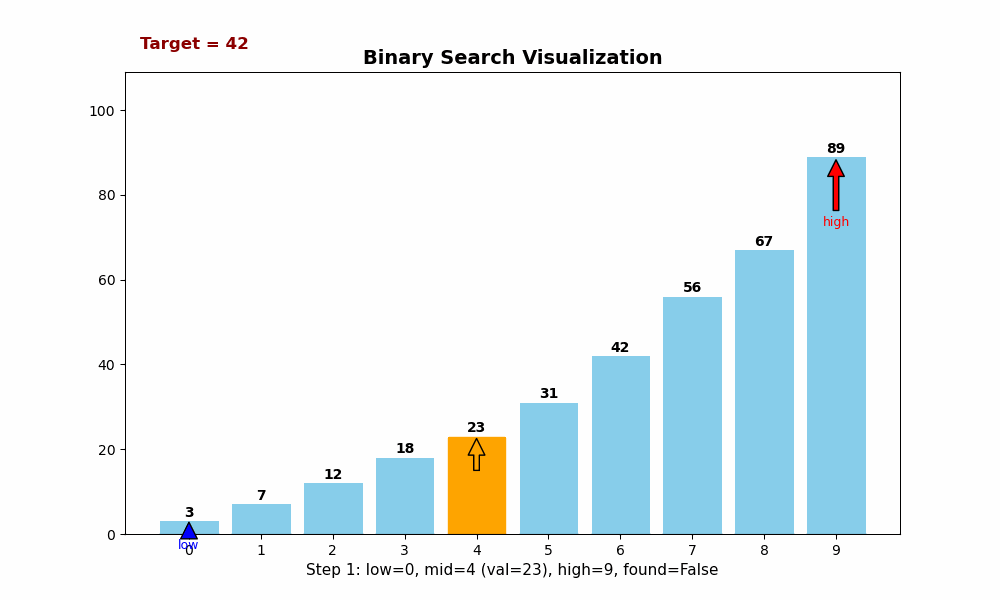 Target = 42
Binary Search Visualization
100
80
60
40
20
0
3
7
12
18
23
31
42
56
67
89
high
low
0 1 2 3 4 5 6 7 8 9
Step 1: low=0, mid=4 (val=23), high=9, found=False